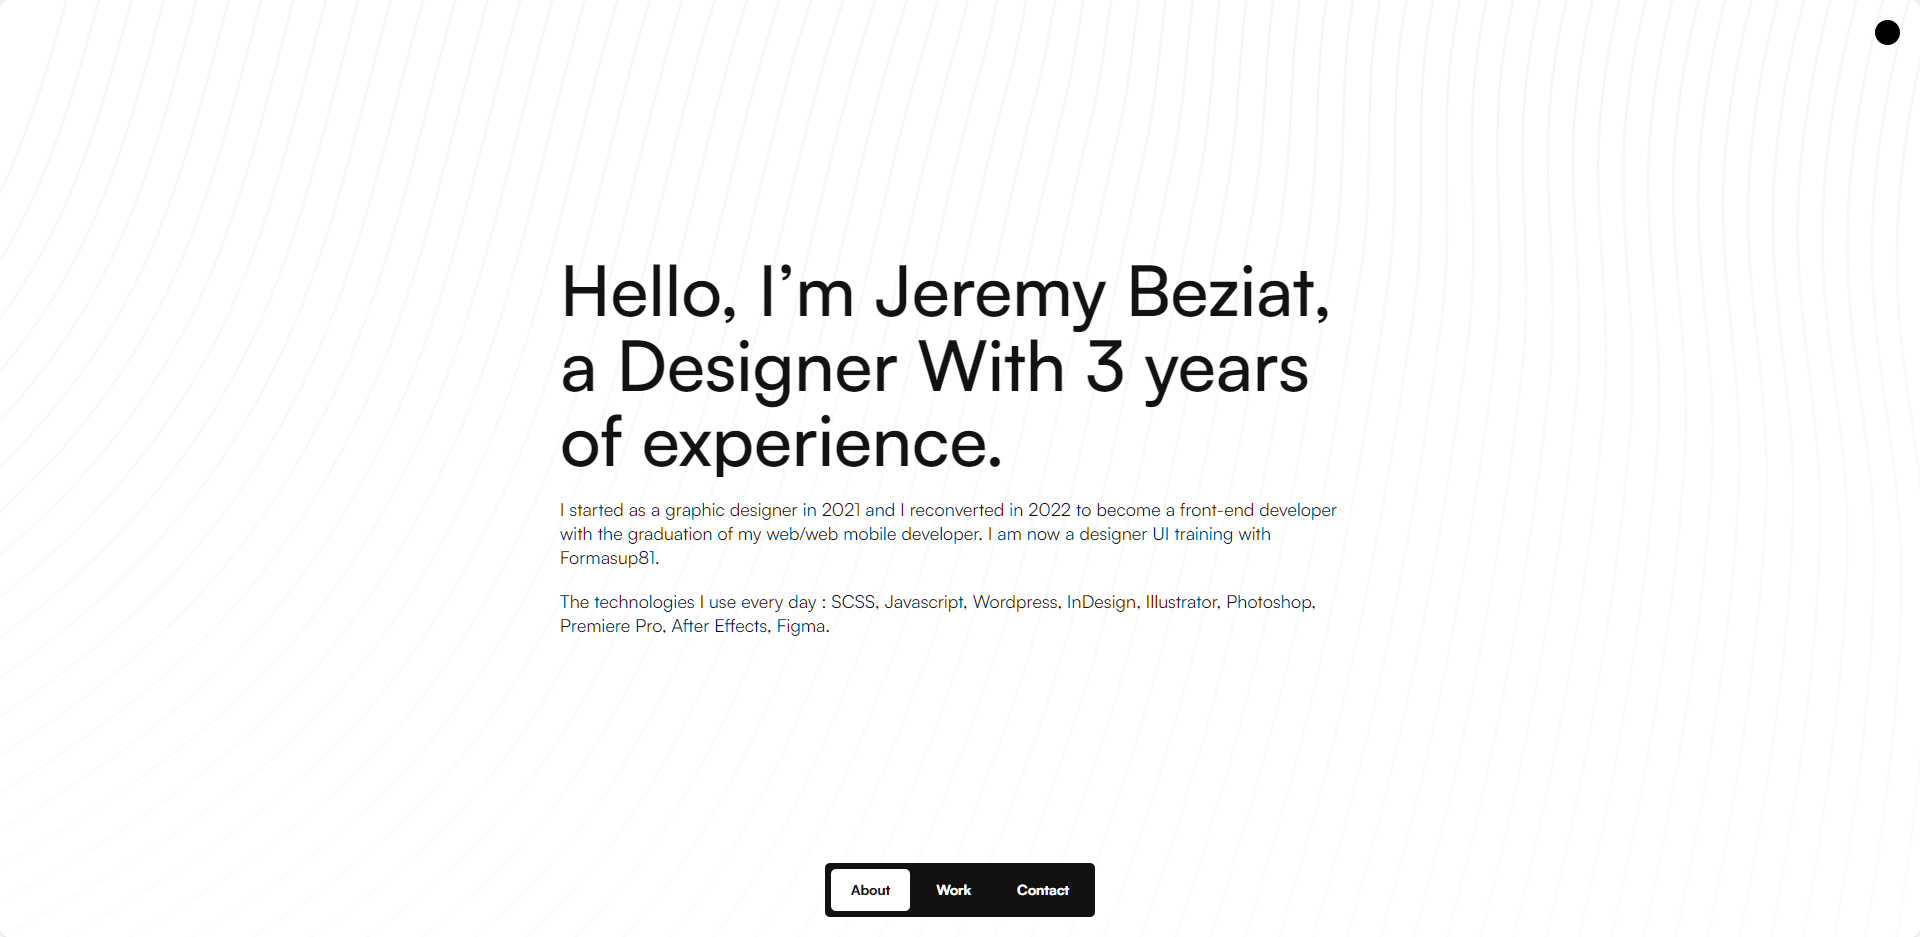 Hello, I’m Jeremy Beziat,
a Designer With 3 years
of experience.
I started as a graphic designer in 2021 and I reconverted in 2022 to become a front-end developer
with the graduation of my web/web mobile developer. I am now a designer UI training with
Formasup81.
The technologies I use every day : SCSS, Javascript, Wordpress, InDesign, Illustrator, Photoshop,
Premiere Pro, After Effects, Figma.
About Work Contact